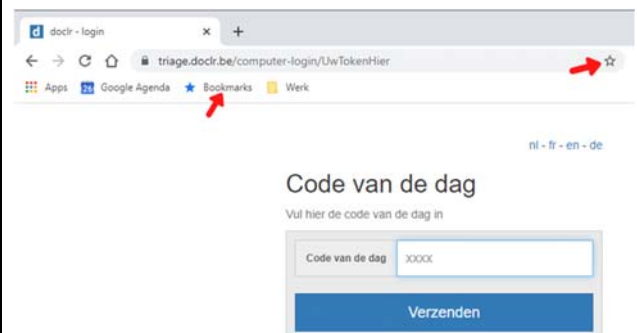 d doclr - login
triage.doclr.be/computer-login/UwTokenHier
Apps 26 Google Agenda Bookmarks Werk
nl - fr - en - de
Code van de dag
Vul hier de code van de dag in
Code van de dag XXXX
Verzenden